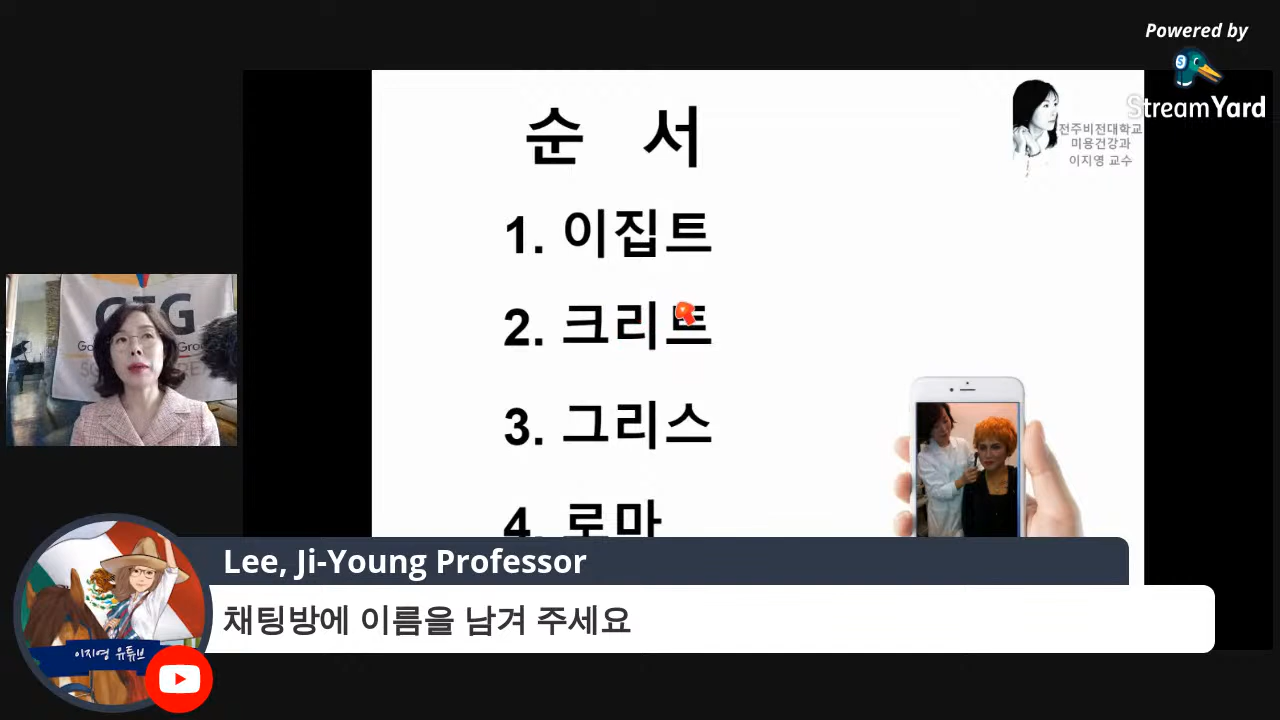 Powered by
StreamYard
순 서
전주비전대학교
미용건강과
이지영 교수
1. 이집트
2. 크리트
3. 그리스
4. 로마
GTG
Lee, Ji-Young Professor
채팅방에 이름을 남겨 주세요
이지영 유튜브